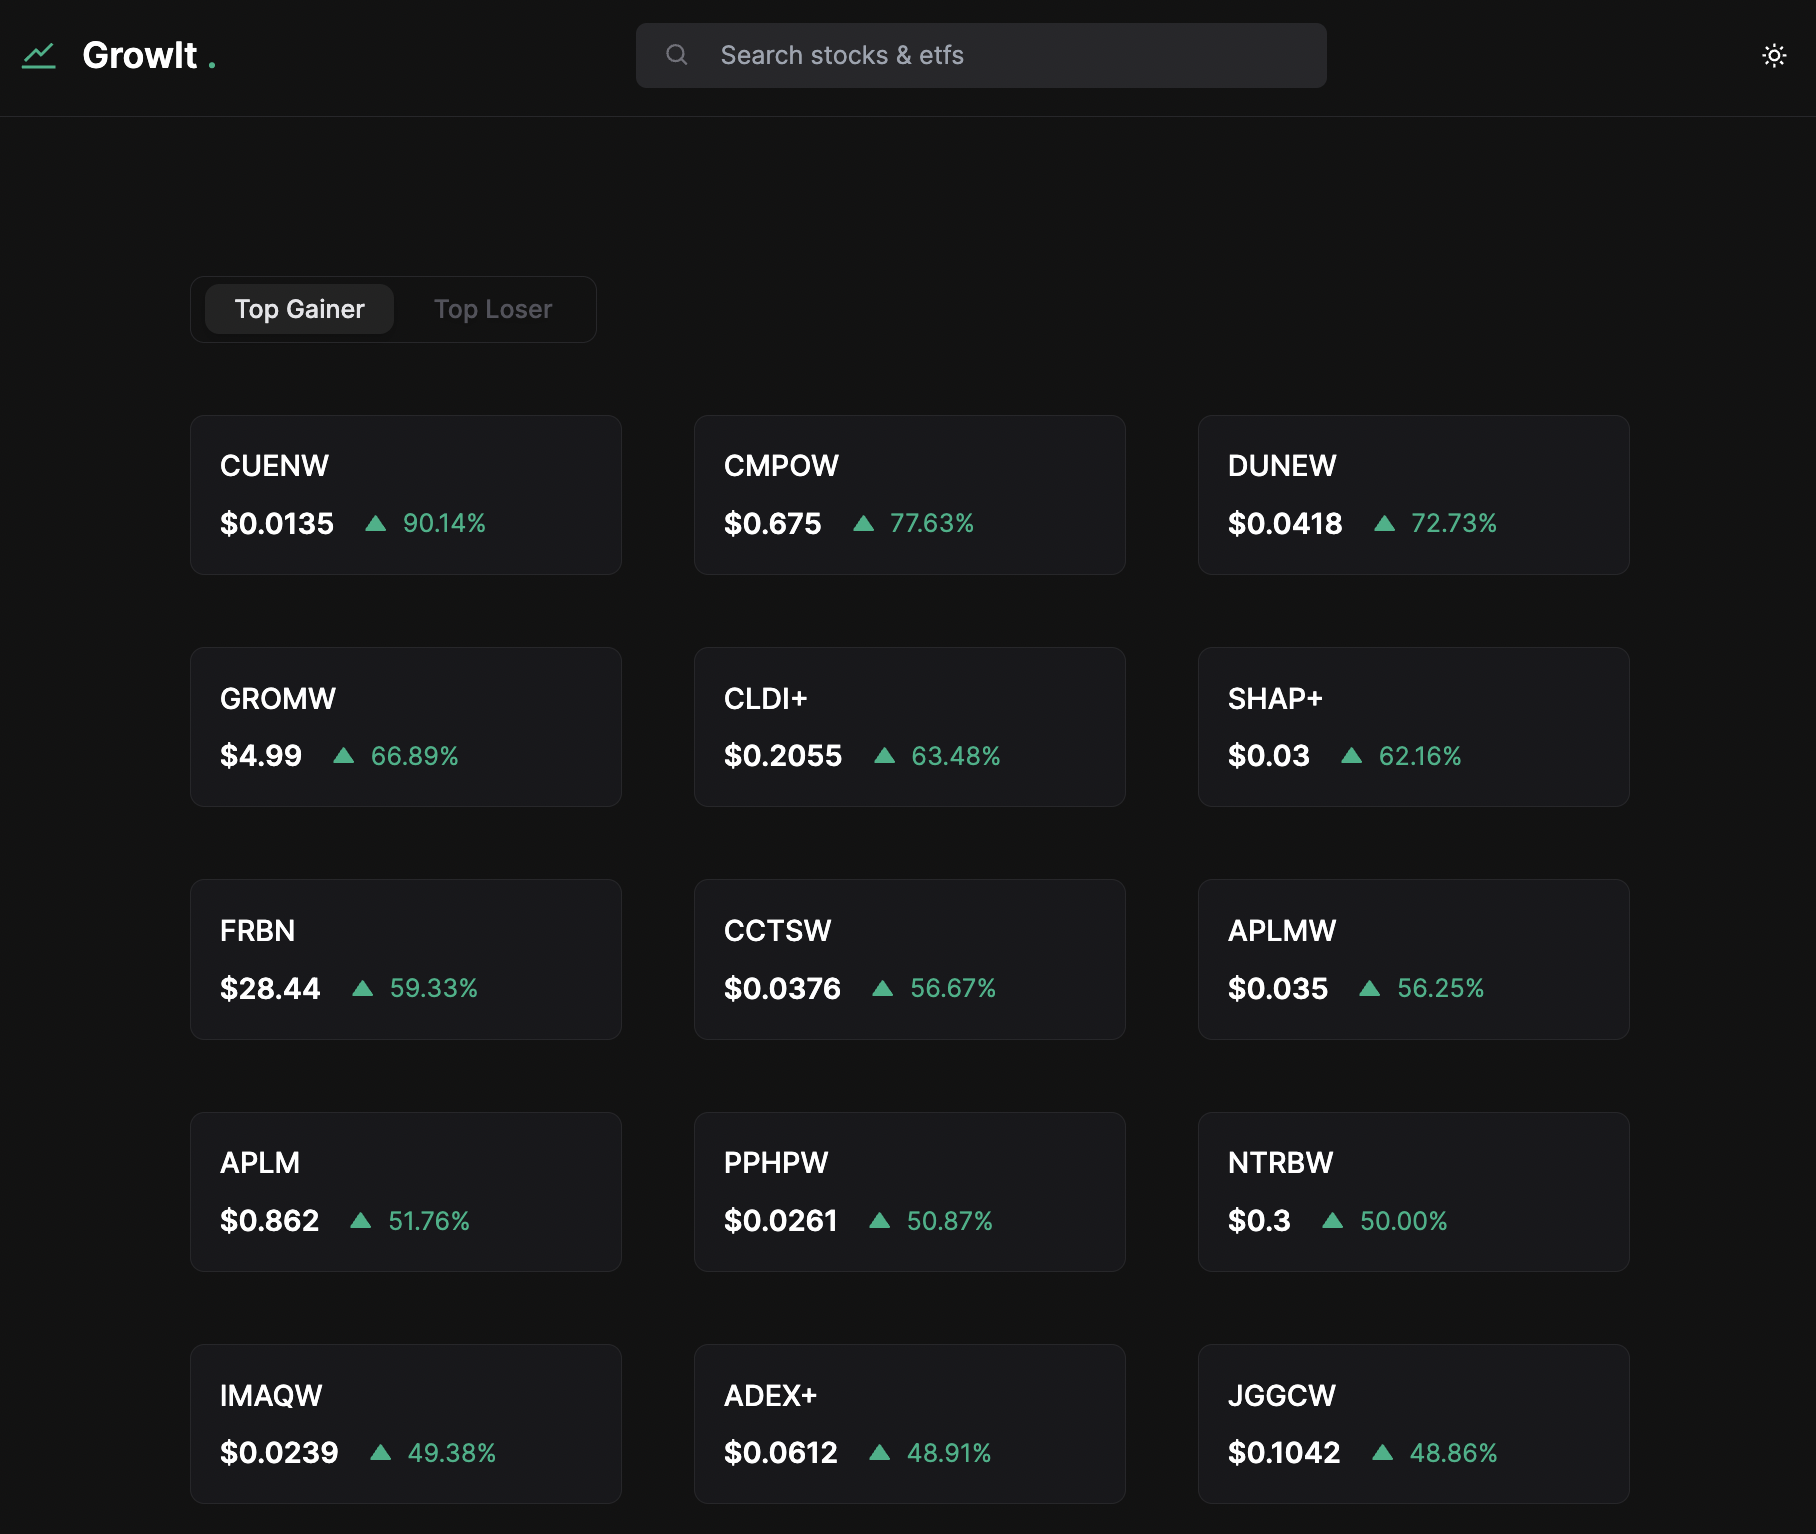 GrowIt .
Search stocks & etfs
Top Gainer
Top Loser
CUENW
$0.0135 ▲ 90.14%
CMPOW
$0.675 ▲ 77.63%
DUNEW
$0.0418 ▲ 72.73%
GROMW
$4.99 ▲ 66.89%
CLDI+
$0.2055 ▲ 63.48%
SHAP+
$0.03 ▲ 62.16%
FRBN
$28.44 ▲ 59.33%
CCTSW
$0.0376 ▲ 56.67%
APLMW
$0.035 ▲ 56.25%
APLM
$0.862 ▲ 51.76%
PPHPW
$0.0261 ▲ 50.87%
NTRBW
$0.3 ▲ 50.00%
IMAQW
$0.0239 ▲ 49.38%
ADEX+
$0.0612 ▲ 48.91%
JGGCW
$0.1042 ▲ 48.86%